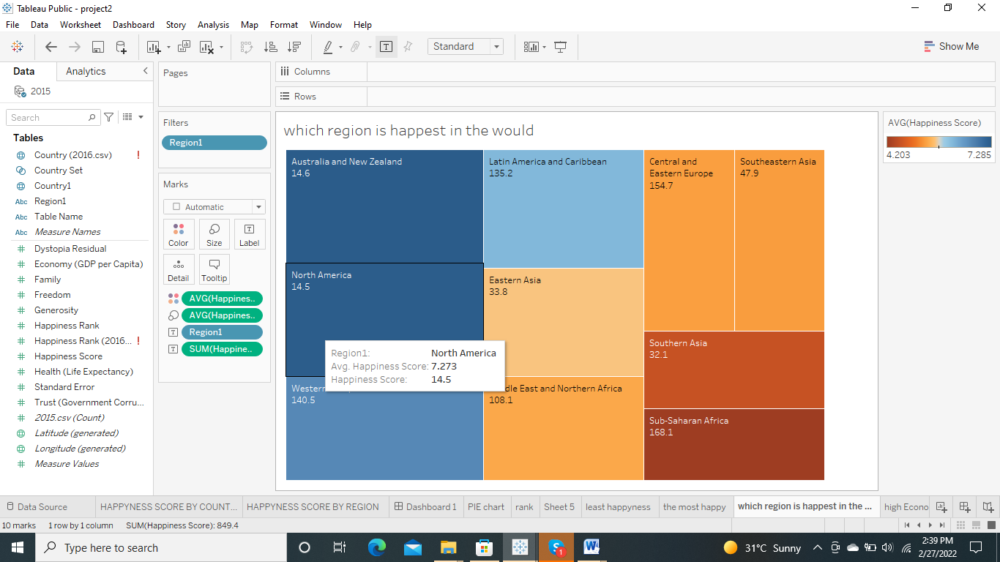 Tableau Public - project2
File Data Worksheet Dashboard Story Analysis Map Format Window Help
Standard
Show Me
Data Analytics
2015
Search
Tables
Country (2016.csv) !
Country Set
Country1
Abc Region1
Abc Table Name
Abc Measure Names
Dystopia Residual
Economy (GDP per Capita)
Family
Freedom
Generosity
Happiness Rank
Happiness Rank (2016... !
Happiness Score
Health (Life Expectancy)
Standard Error
Trust (Government Corru...
2015.csv (Count)
Latitude (generated)
Longitude (generated)
Measure Values
Pages
Filters
Region1
Marks
Automatic
Color Size Label
Detail Tooltip
AVG(Happines..
AVG(Happines..
Region1
SUM(Happine..
Columns
Rows
which region is happest in the would
Australia and New Zealand
14.6
North America
14.5
Western
140.5
Latin America and Caribbean
135.2
Eastern Asia
33.8
dle East and Northern Africa
108.1
Central and
Eastern Europe
154.7
Southeastern Asia
47.9
Southern Asia
32.1
Sub-Saharan Africa
168.1
Region1: North America
Avg. Happiness Score: 7.273
Happiness Score: 14.5
AVG(Happiness Score)
4.203 7.285
Data Source HAPPYNESS SCORE BY COUNT... HAPPYNESS SCORE BY REGION Dashboard 1 PIE chart rank Sheet 5 least happyness the most happy which region is happest in the ... high Econo
10 marks 1 row by 1 column SUM(Happiness Score): 849.4
Type here to search
31°C Sunny
2:39 PM
2/27/2022